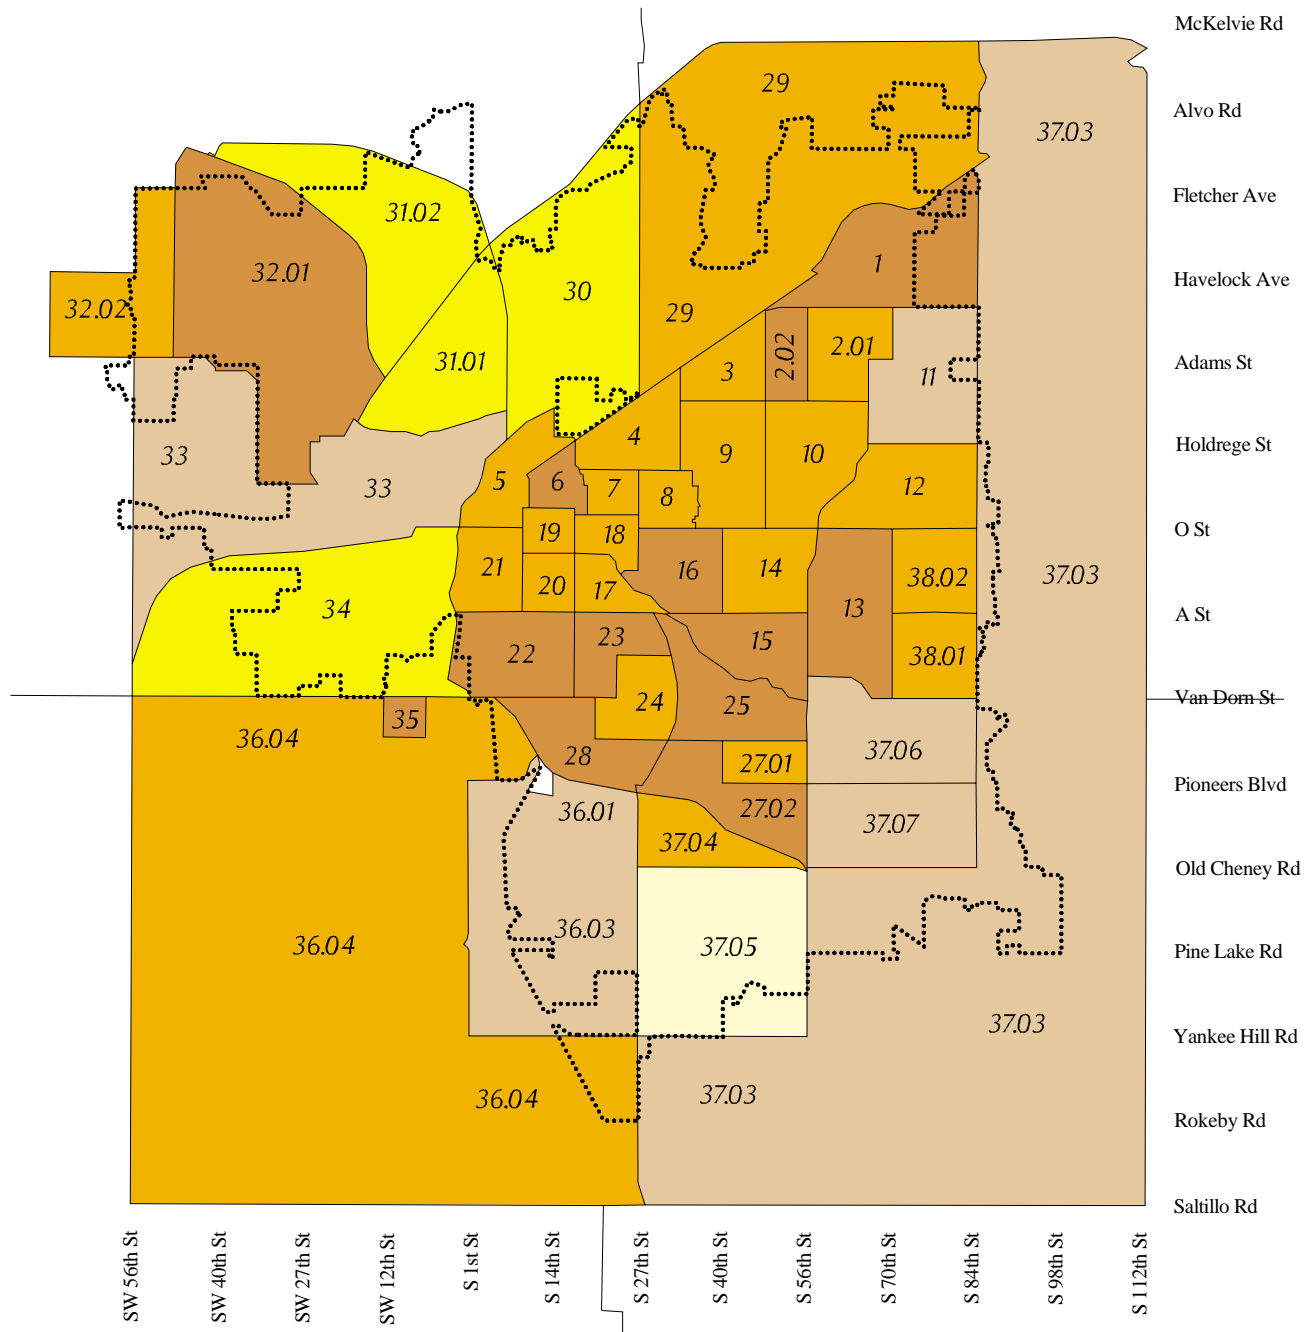 McKelvie Rd
29
Alvo Rd
37.03
Fletcher Ave
31.02
1
32.01
Havelock Ave
30
32.02
29
2.02
2.01
Adams St
31.01
3
11
Holdrege St
4
33
9
10
33
5
6
7
8
12
O St
19
18
21
20
17
16
14
38.02
37.03
34
13
A St
22
23
15
38.01
24
25
Van Dorn St
35
36.04
28
27.01
37.06
Pioneers Blvd
36.01
27.02
37.04
37.07
Old Cheney Rd
36.03
36.04
37.05
Pine Lake Rd
37.03
Yankee Hill Rd
36.04
37.03
Rokeby Rd
Saltillo Rd
SW 56th St
SW 40th St
SW 27th St
SW 12th St
S 1st St
S 14th St
S 27th St
S 40th St
S 56th St
S 70th St
S 84th St
S 98th St
S 112th St